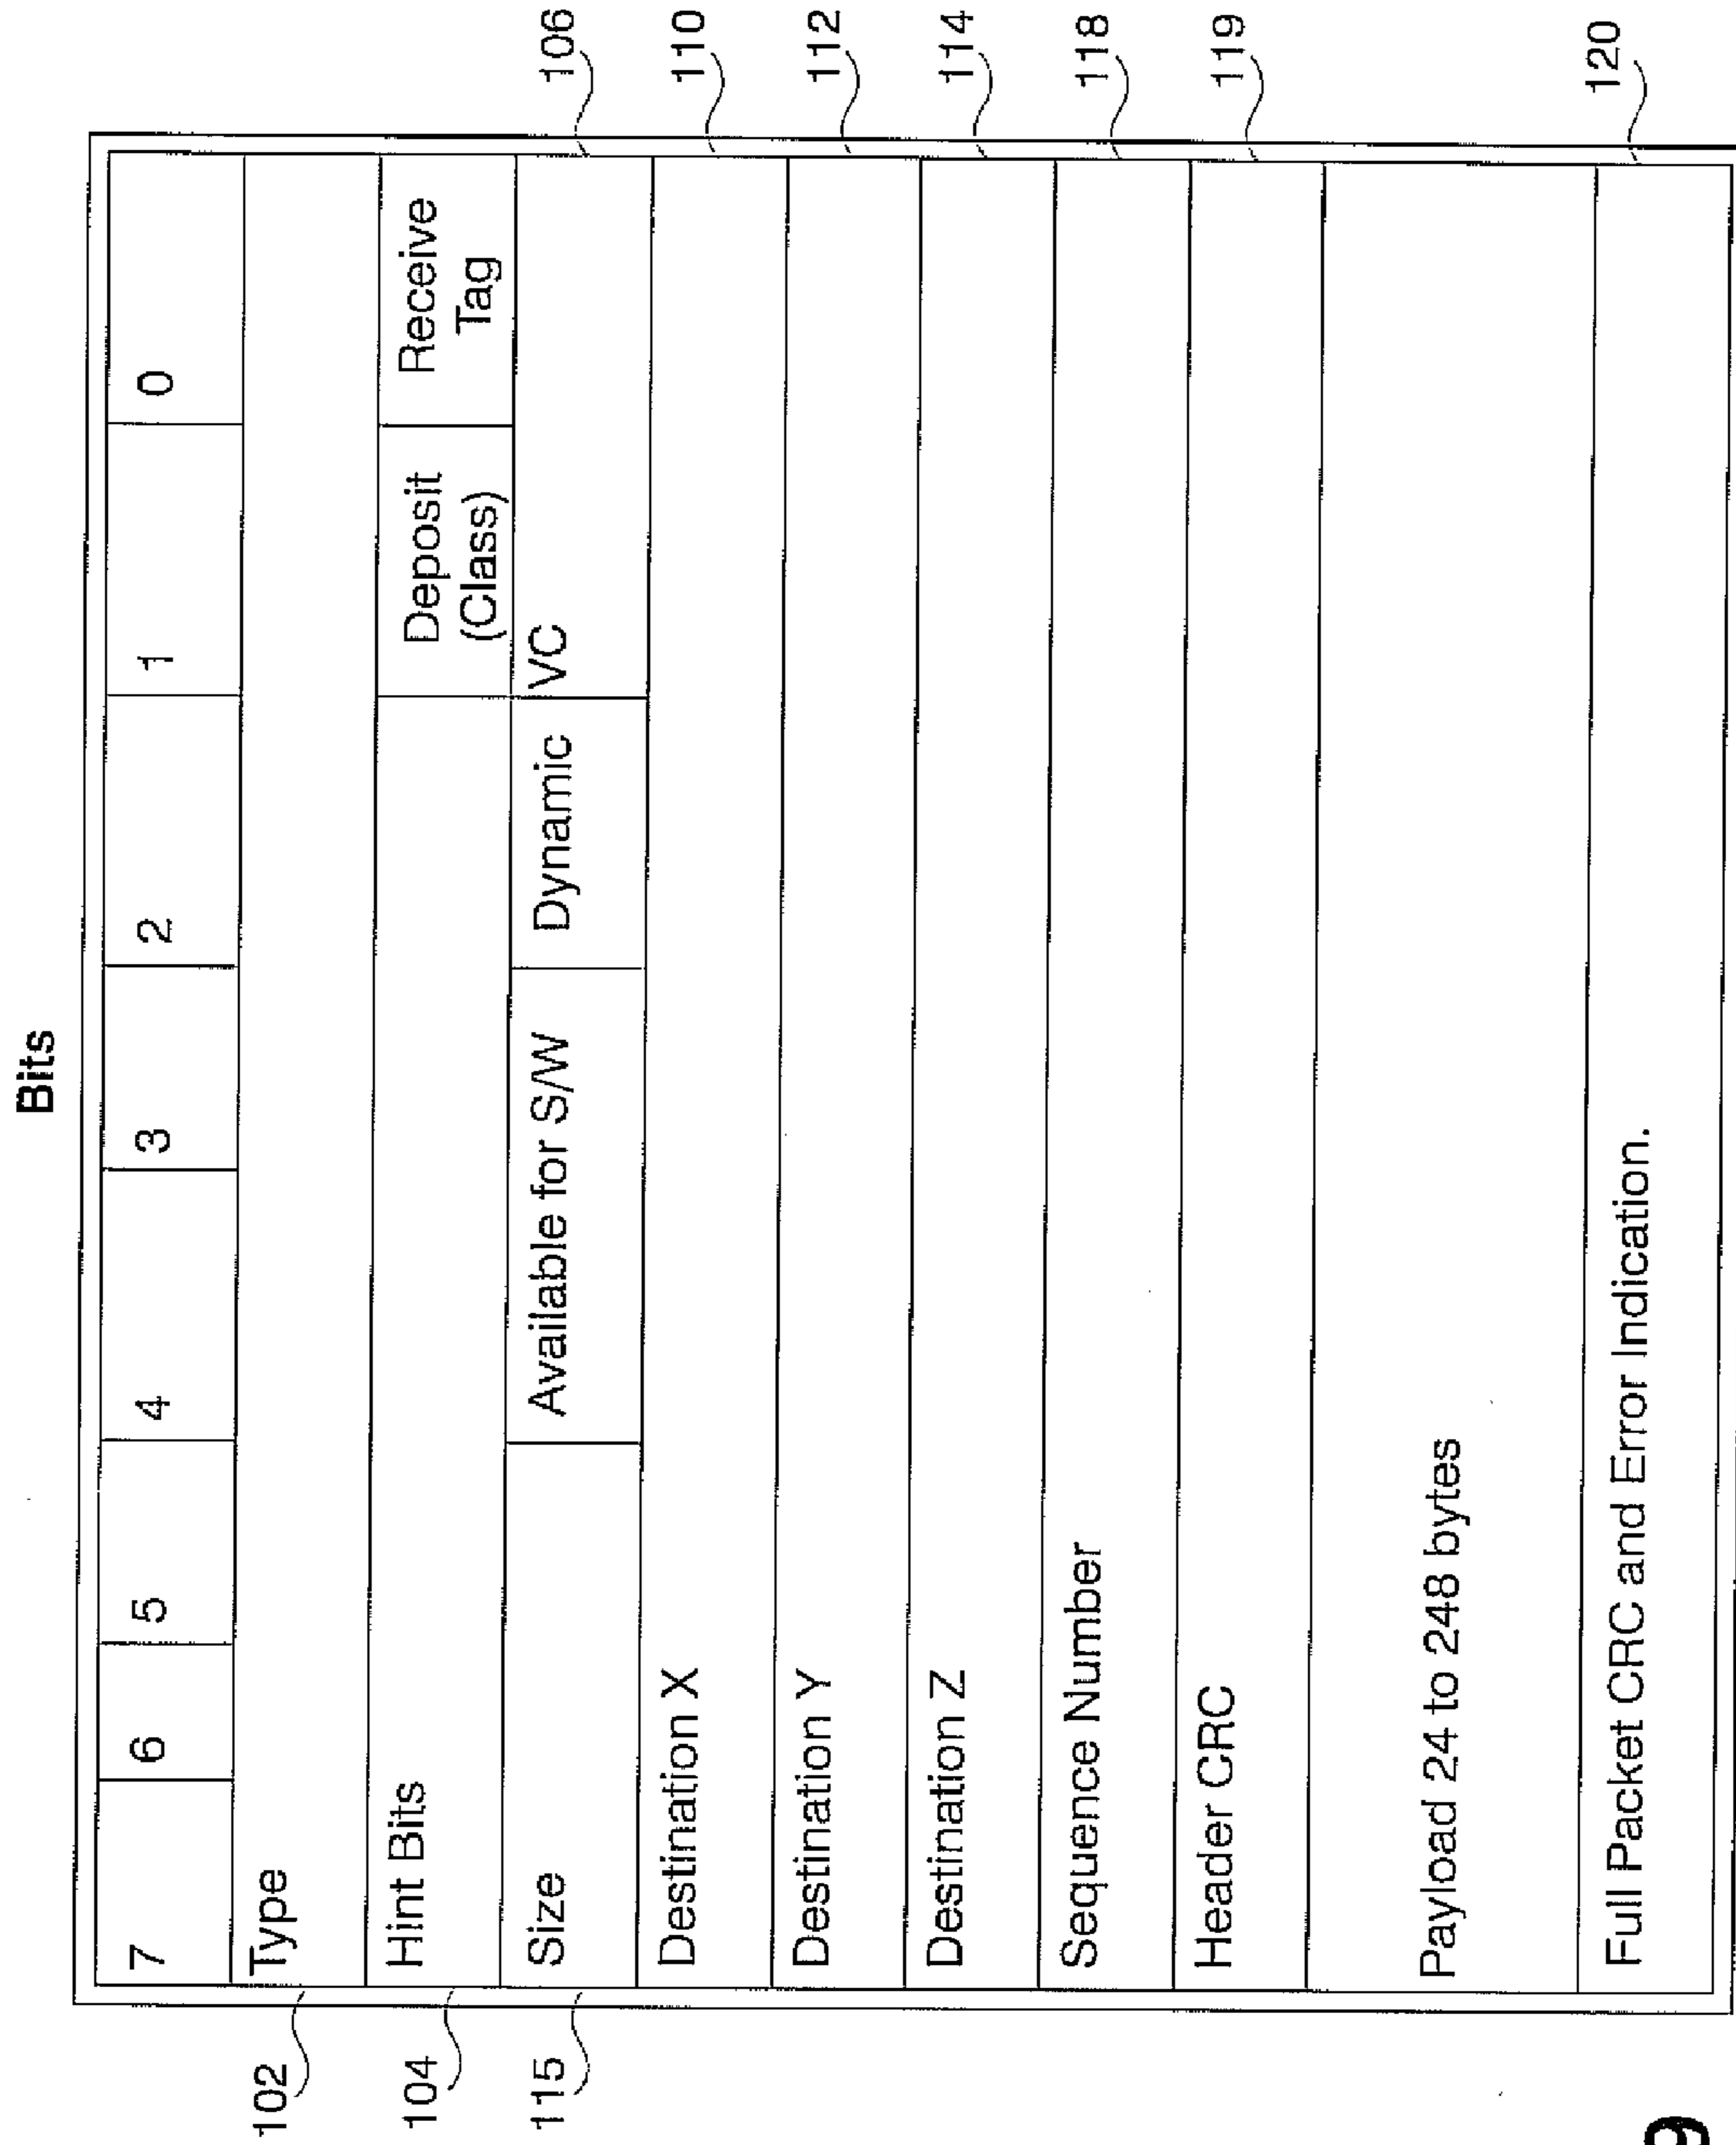 Bits
7 6 5 4 3 2 1 0
102 Type
104 Hint Bits Deposit (Class) Receive Tag
115 Size Available for S/W Dynamic VC 106
Destination X 110
Destination Y 112
Destination Z 114
Sequence Number 118
Header CRC 119
Payload 24 to 248 bytes
Full Packet CRC and Error Indication. 120